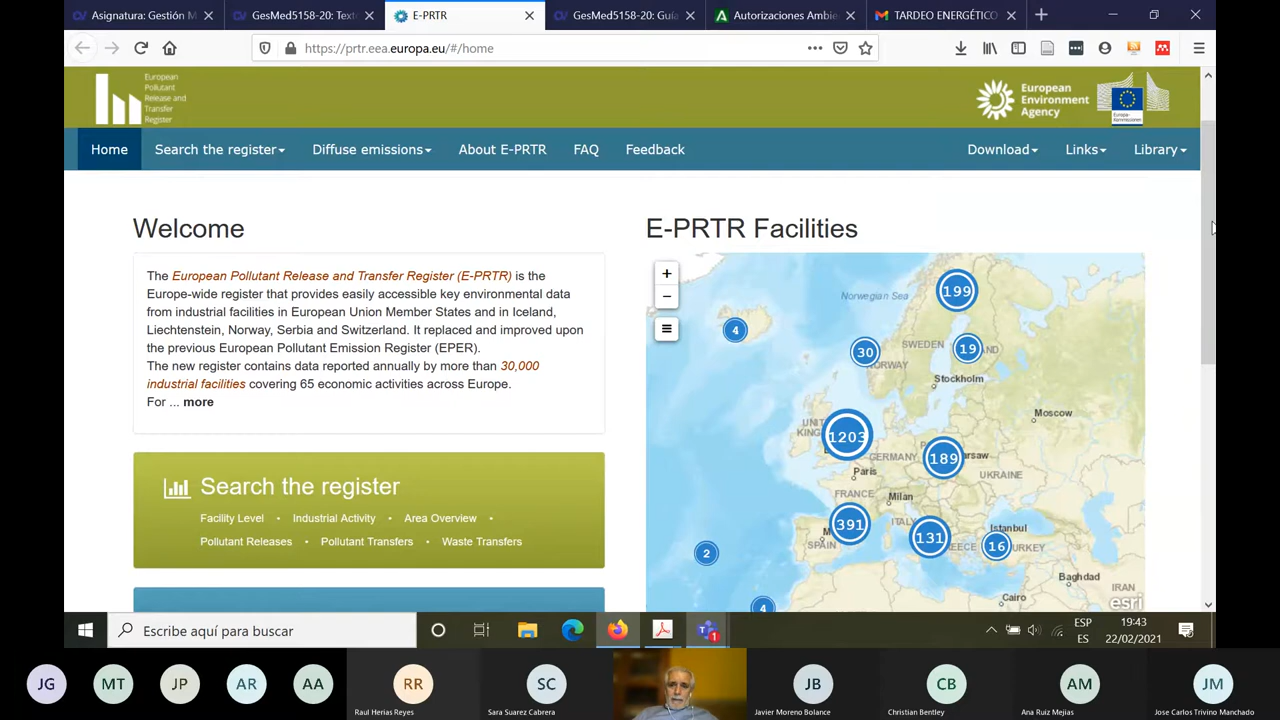 Asignatura: Gestión M
GesMed5158-20: Text
E-PRTR
GesMed5158-20: Guía
Autorizaciones Ambie
TARDEO ENERGÉTICO
https://prtr.eea.europa.eu/#/home
European
Pollutant
Release and
Transfer
Register
European
Environment
Agency
Home
Search the register
Diffuse emissions
About E-PRTR
FAQ
Feedback
Download
Links
Library
Welcome
The European Pollutant Release and Transfer Register (E-PRTR) is the
Europe-wide register that provides easily accessible key environmental data
from industrial facilities in European Union Member States and in Iceland,
Liechtenstein, Norway, Serbia and Switzerland. It replaced and improved upon
the previous European Pollutant Emission Register (EPER).
The new register contains data reported annually by more than 30,000
industrial facilities covering 65 economic activities across Europe.
For ... more
Search the register
Facility Level • Industrial Activity • Area Overview •
Pollutant Releases • Pollutant Transfers • Waste Transfers
E-PRTR Facilities
+
−
Norwegian Sea
199
4
30
SWEDEN
19
NORWAY
Stockholm
Moscow
UNIT
KING
1203
GERMANY
189
Paris
UKRAINE
FRANCE
Milan
391
SPAIN
131
Istanbul
16
Baghdad
IRAN
2
Cairo
4
esri
Escribe aquí para buscar
1
ESP
ES
19:43
22/02/2021
JG
MT
JP
AR
AA
RR
Raul Herias Reyes
SC
Sara Suarez Cabrera
JB
Javier Moreno Bolance
CB
Christian Bentley
AM
Ana Ruiz Mejias
JM
Jose Carlos Trivino Manchado